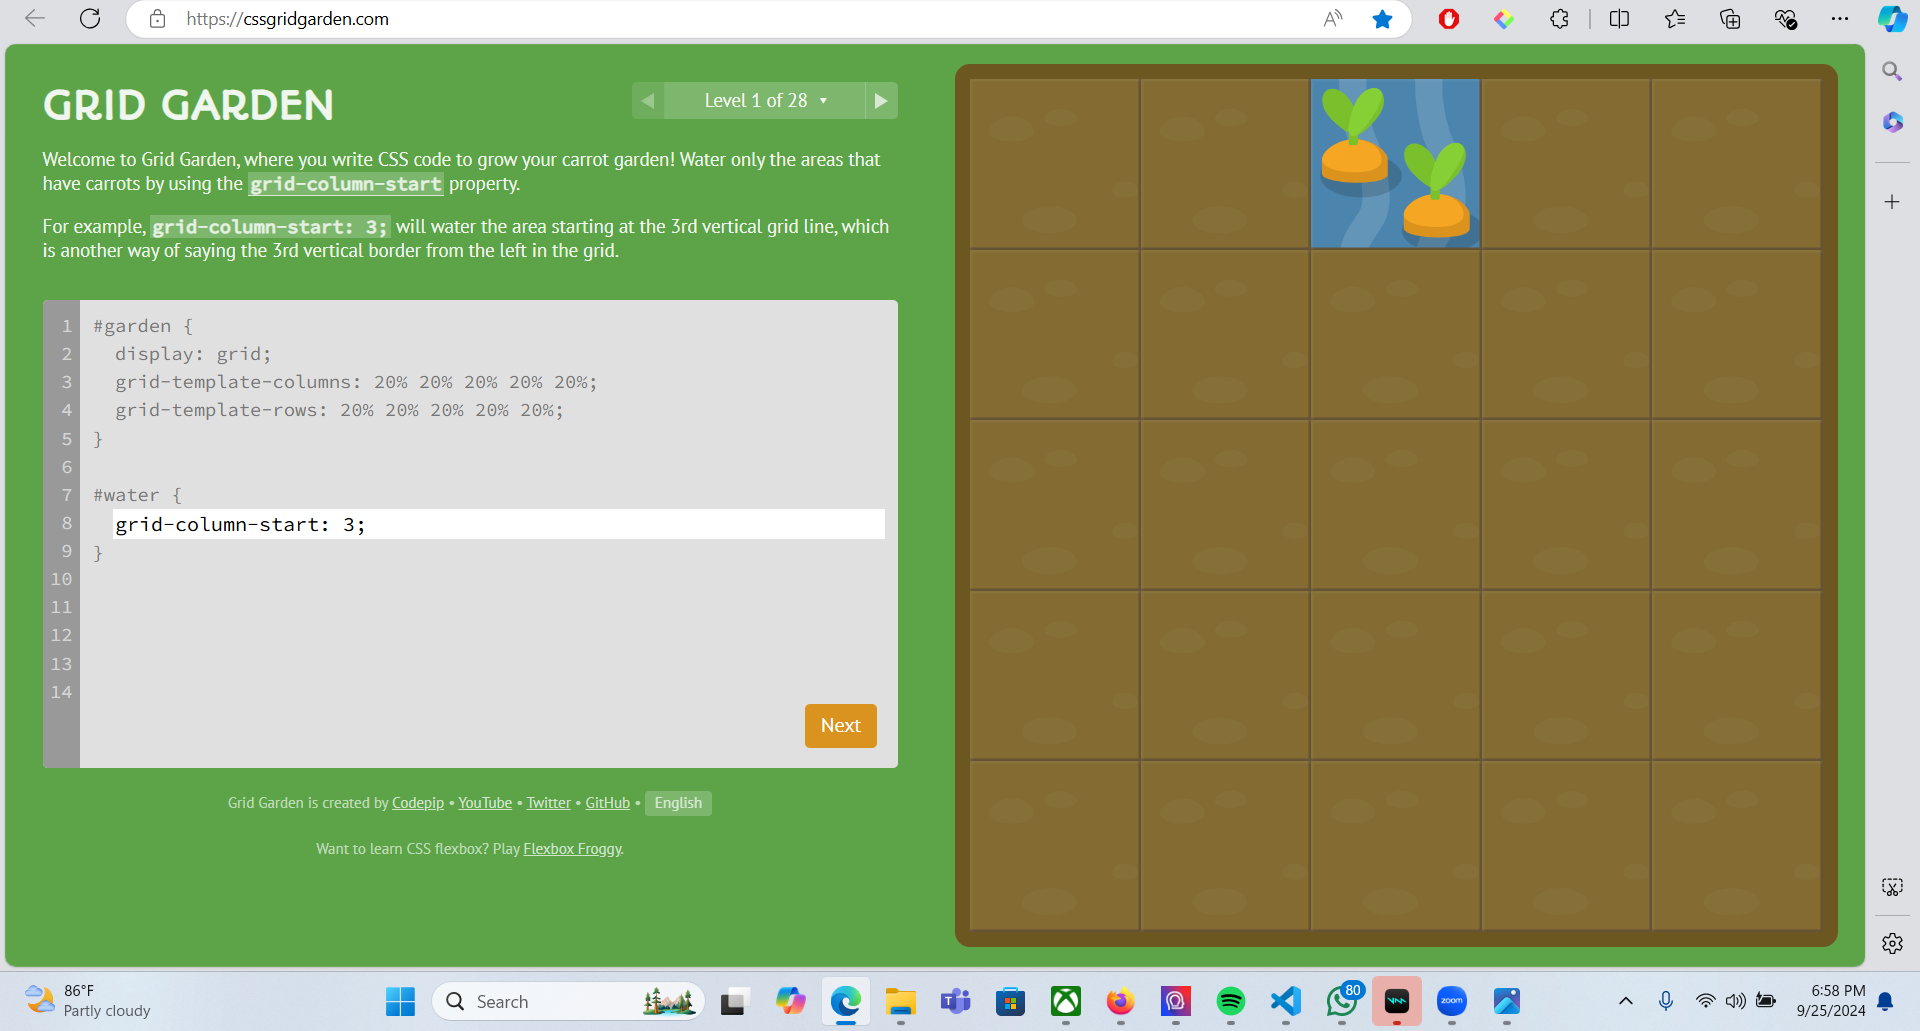 https://cssgridgarden.com
GRID GARDEN
Level 1 of 28
Welcome to Grid Garden, where you write CSS code to grow your carrot garden! Water only the areas that
have carrots by using the grid-column-start property.
For example, grid-column-start: 3; will water the area starting at the 3rd vertical grid line, which
is another way of saying the 3rd vertical border from the left in the grid.
1 #garden {
2 display: grid;
3 grid-template-columns: 20% 20% 20% 20% 20%;
4 grid-template-rows: 20% 20% 20% 20% 20%;
5 }
6
7 #water {
8 grid-column-start: 3;
9 }
10
11
12
13
14
Next
Grid Garden is created by Codepip • YouTube • Twitter • GitHub • English
Want to learn CSS flexbox? Play Flexbox Froggy.
86°F
Partly cloudy
Search
zoom
80
6:58 PM
9/25/2024